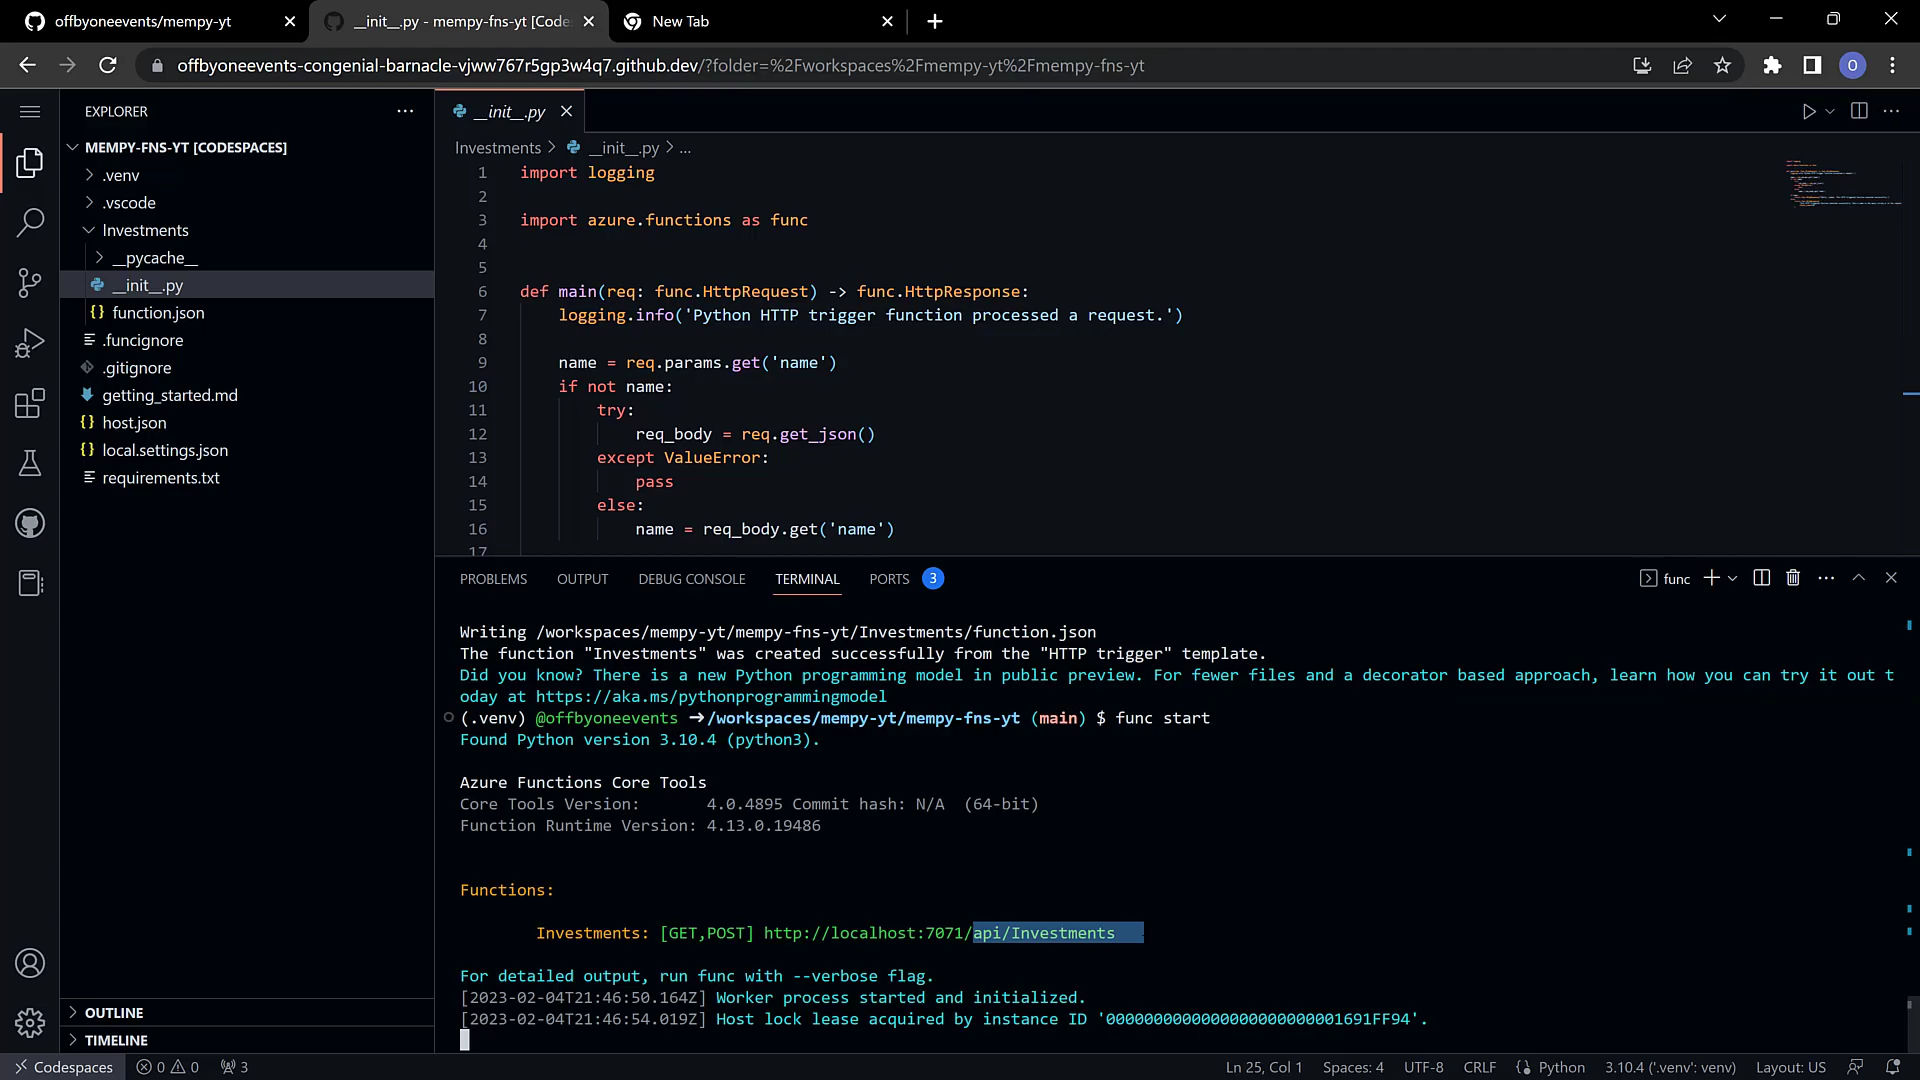 offbyoneevents/mempy-yt
__init__.py - mempy-fns-yt [Code
New Tab
offbyoneevents-congenial-barnacle-vjww767r5gp3w4q7.github.dev/?folder=%2Fworkspaces%2Fmempy-yt%2Fmempy-fns-yt
O
EXPLORER
MEMPY-FNS-YT [CODESPACES]
.venv
.vscode
Investments
__pycache__
__init__.py
function.json
.funcignore
.gitignore
getting_started.md
host.json
local.settings.json
requirements.txt
OUTLINE
TIMELINE
__init__.py
Investments > __init__.py > ...
1 import logging
2
3 import azure.functions as func
4
5
6 def main(req: func.HttpRequest) -> func.HttpResponse:
7 logging.info('Python HTTP trigger function processed a request.')
8
9 name = req.params.get('name')
10 if not name:
11 try:
12 req_body = req.get_json()
13 except ValueError:
14 pass
15 else:
16 name = req_body.get('name')
17
PROBLEMS OUTPUT DEBUG CONSOLE TERMINAL PORTS 3
func
Writing /workspaces/mempy-yt/mempy-fns-yt/Investments/function.json
The function "Investments" was created successfully from the "HTTP trigger" template.
Did you know? There is a new Python programming model in public preview. For fewer files and a decorator based approach, learn how you can try it out t
oday at https://aka.ms/pythonprogrammingmodel
(.venv) @offbyoneevents ➜/workspaces/mempy-yt/mempy-fns-yt (main) $ func start
Found Python version 3.10.4 (python3).
Azure Functions Core Tools
Core Tools Version: 4.0.4895 Commit hash: N/A (64-bit)
Function Runtime Version: 4.13.0.19486
Functions:
Investments: [GET,POST] http://localhost:7071/api/Investments
For detailed output, run func with --verbose flag.
[2023-02-04T21:46:50.164Z] Worker process started and initialized.
[2023-02-04T21:46:54.019Z] Host lock lease acquired by instance ID '0000000000000000000000001691FF94'.
Codespaces 0 0 3
Ln 25, Col 1 Spaces: 4 UTF-8 CRLF Python 3.10.4 ('.venv': venv) Layout: US